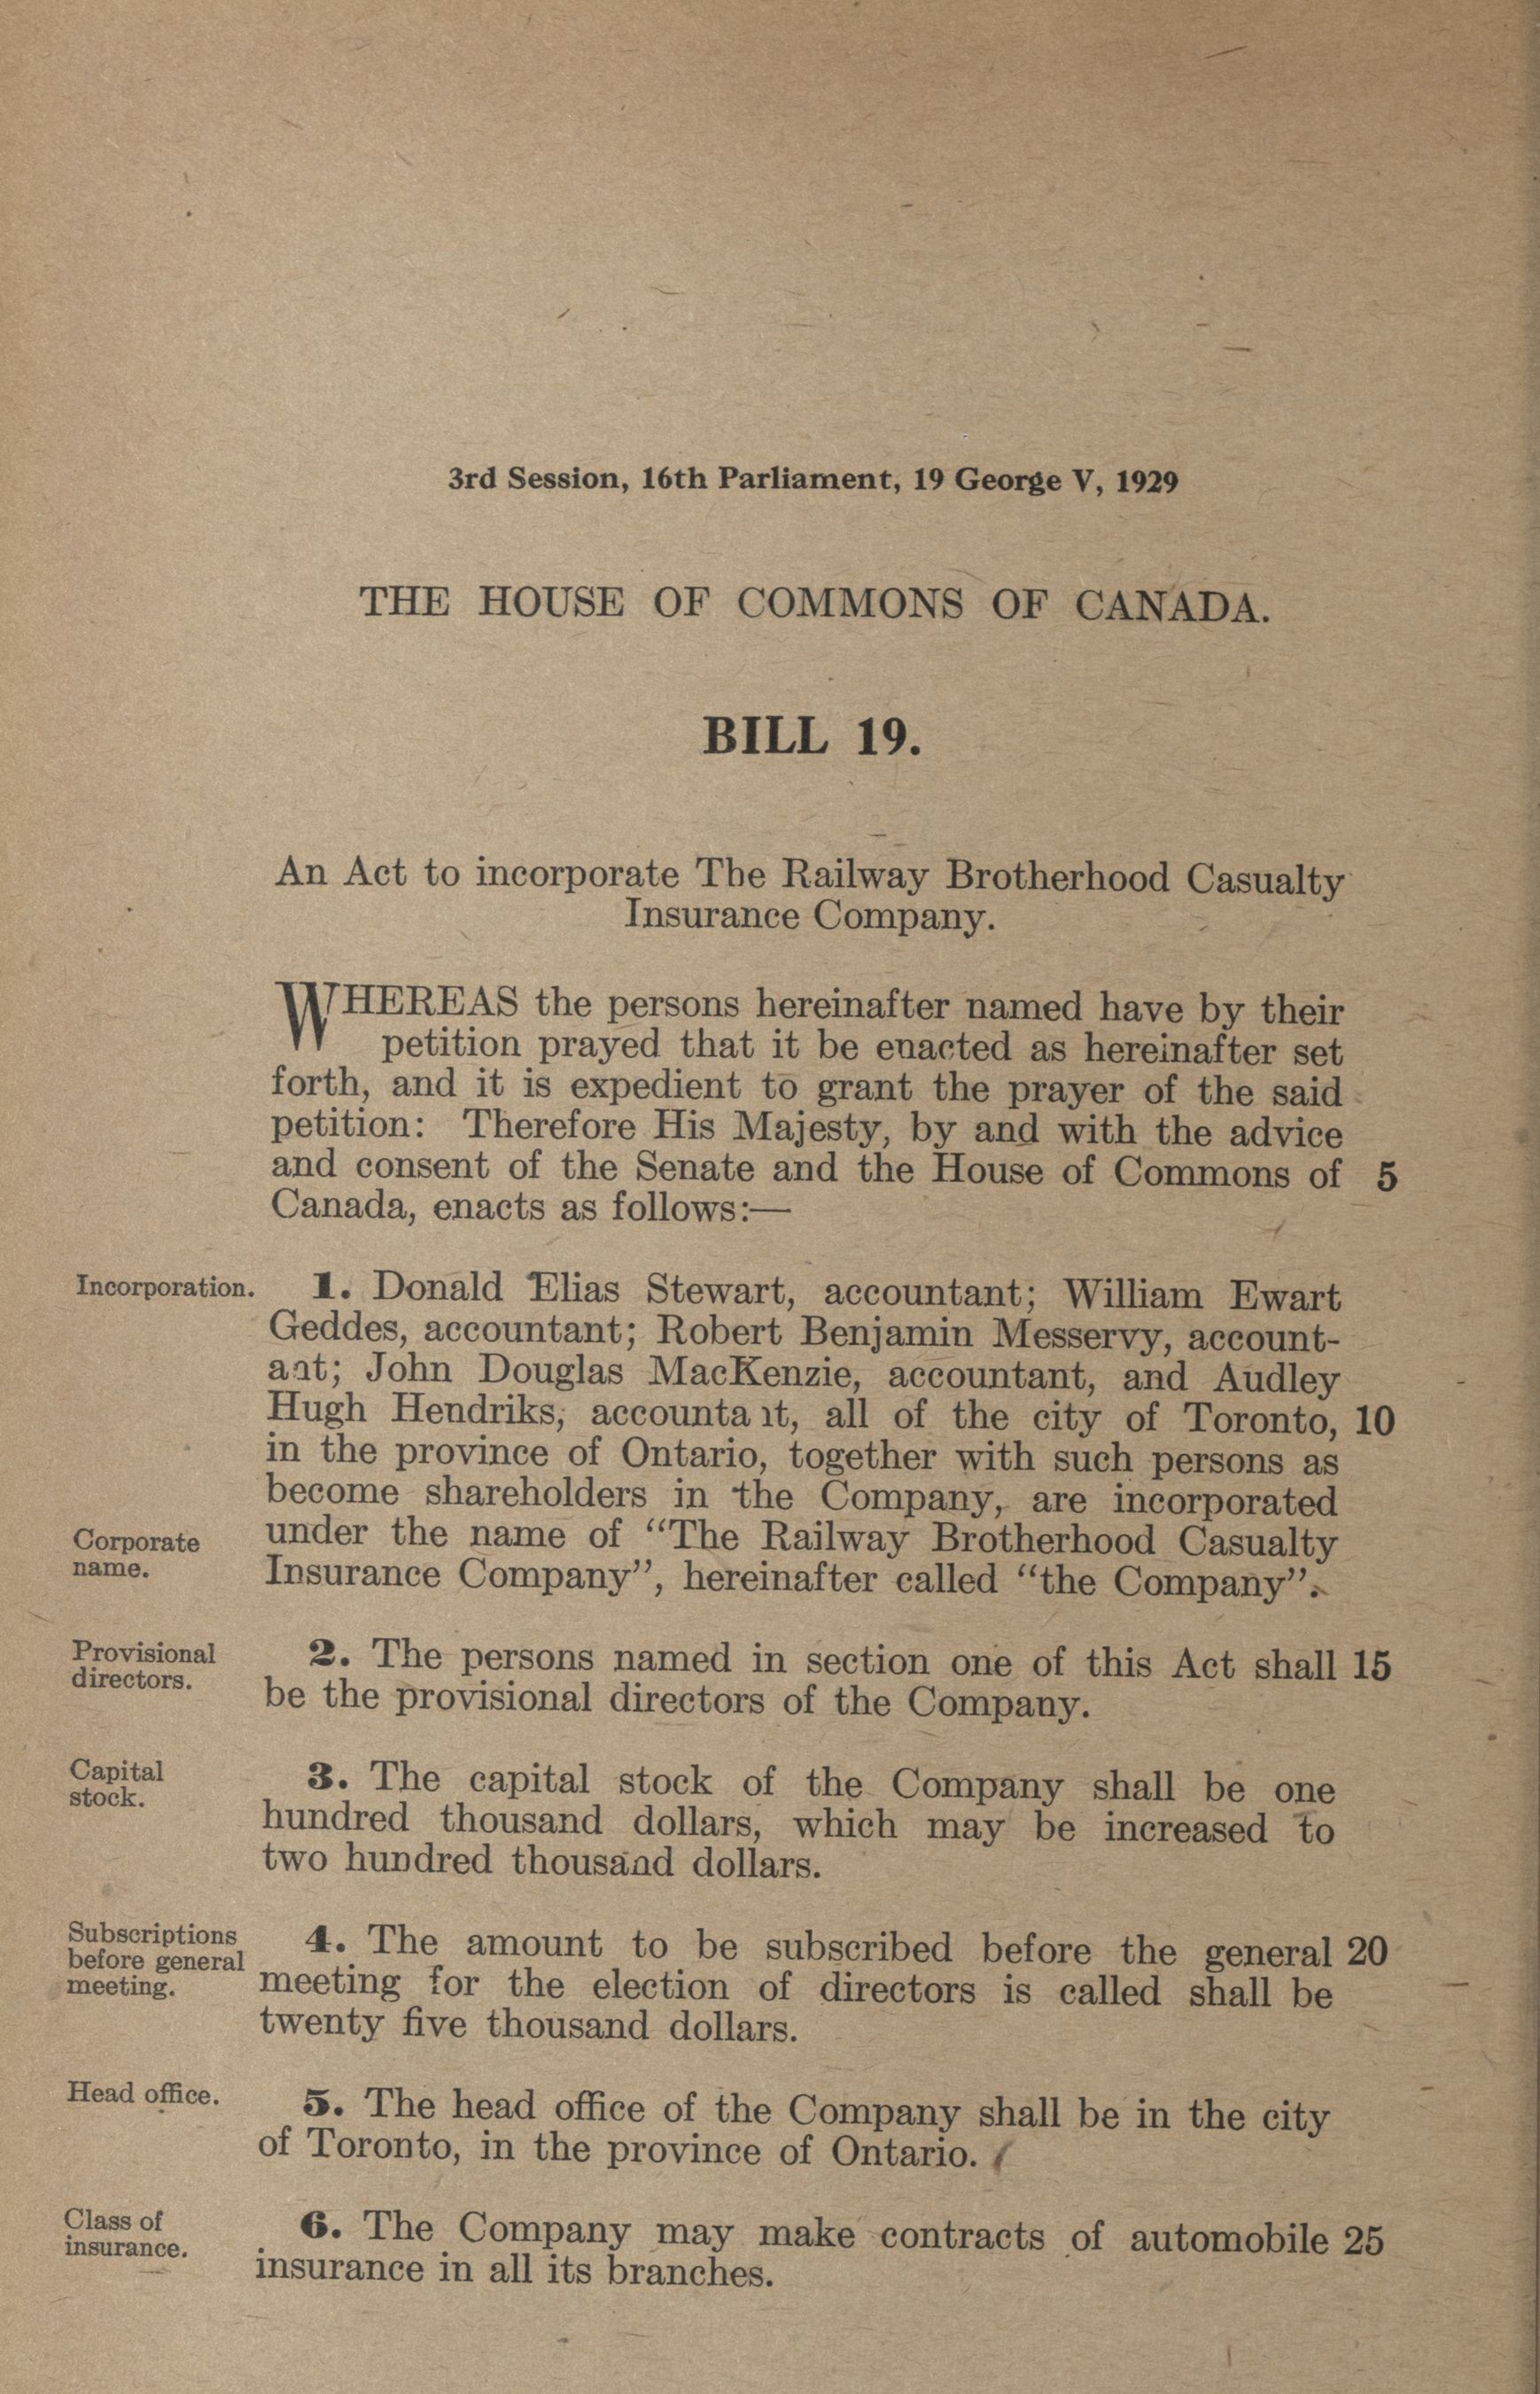 3rd Session, 16th Parliament, 19 George V, 1929
THE HOUSE OF COMMONS OF CANADA.
BILL 19.
An Act to incorporate The Railway Brotherhood Casualty
Insurance Company.
WHEREAS the persons hereinafter named have by their
petition prayed that it be enacted as hereinafter set
forth, and it is expedient to grant the prayer of the said
petition: Therefore His Majesty, by and with the advice
and consent of the Senate and the House of Commons of 5
Canada, enacts as follows:—
Incorporation. 1. Donald Elias Stewart, accountant; William Ewart
Geddes, accountant; Robert Benjamin Messervy, account-
ant; John Douglas MacKenzie, accountant, and Audley
Hugh Hendriks, accountant, all of the city of Toronto, 10
in the province of Ontario, together with such persons as
become shareholders in the Company, are incorporated
Corporate under the name of “The Railway Brotherhood Casualty
name. Insurance Company”, hereinafter called “the Company”.
Provisional 2. The persons named in section one of this Act shall 15
directors. be the provisional directors of the Company.
Capital 3. The capital stock of the Company shall be one
stock. hundred thousand dollars, which may be increased to
two hundred thousand dollars.
Subscriptions 4. The amount to be subscribed before the general 20
before general meeting for the election of directors is called shall be
meeting. twenty five thousand dollars.
Head office. 5. The head office of the Company shall be in the city
of Toronto, in the province of Ontario.
Class of 6. The Company may make contracts of automobile 25
insurance. insurance in all its branches.